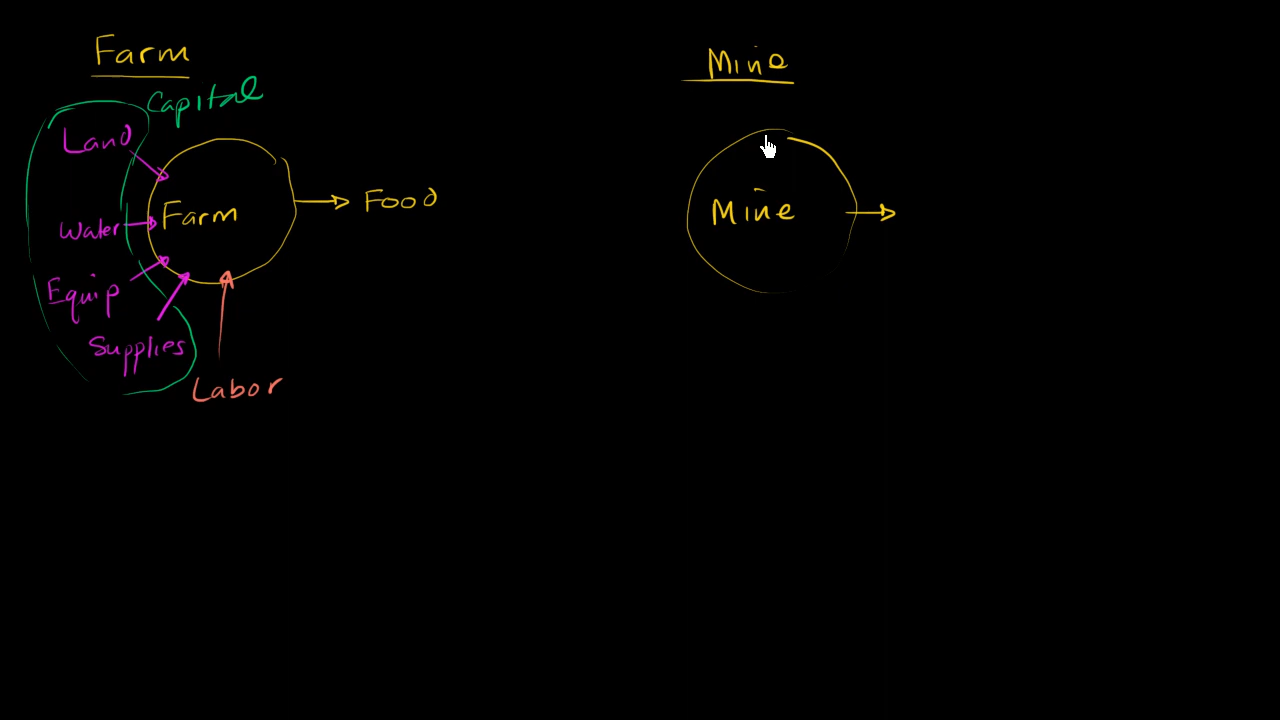 Farm
Capital
Land
Water
Equip
Supplies
Labor
Farm
Food
Mine
Mine